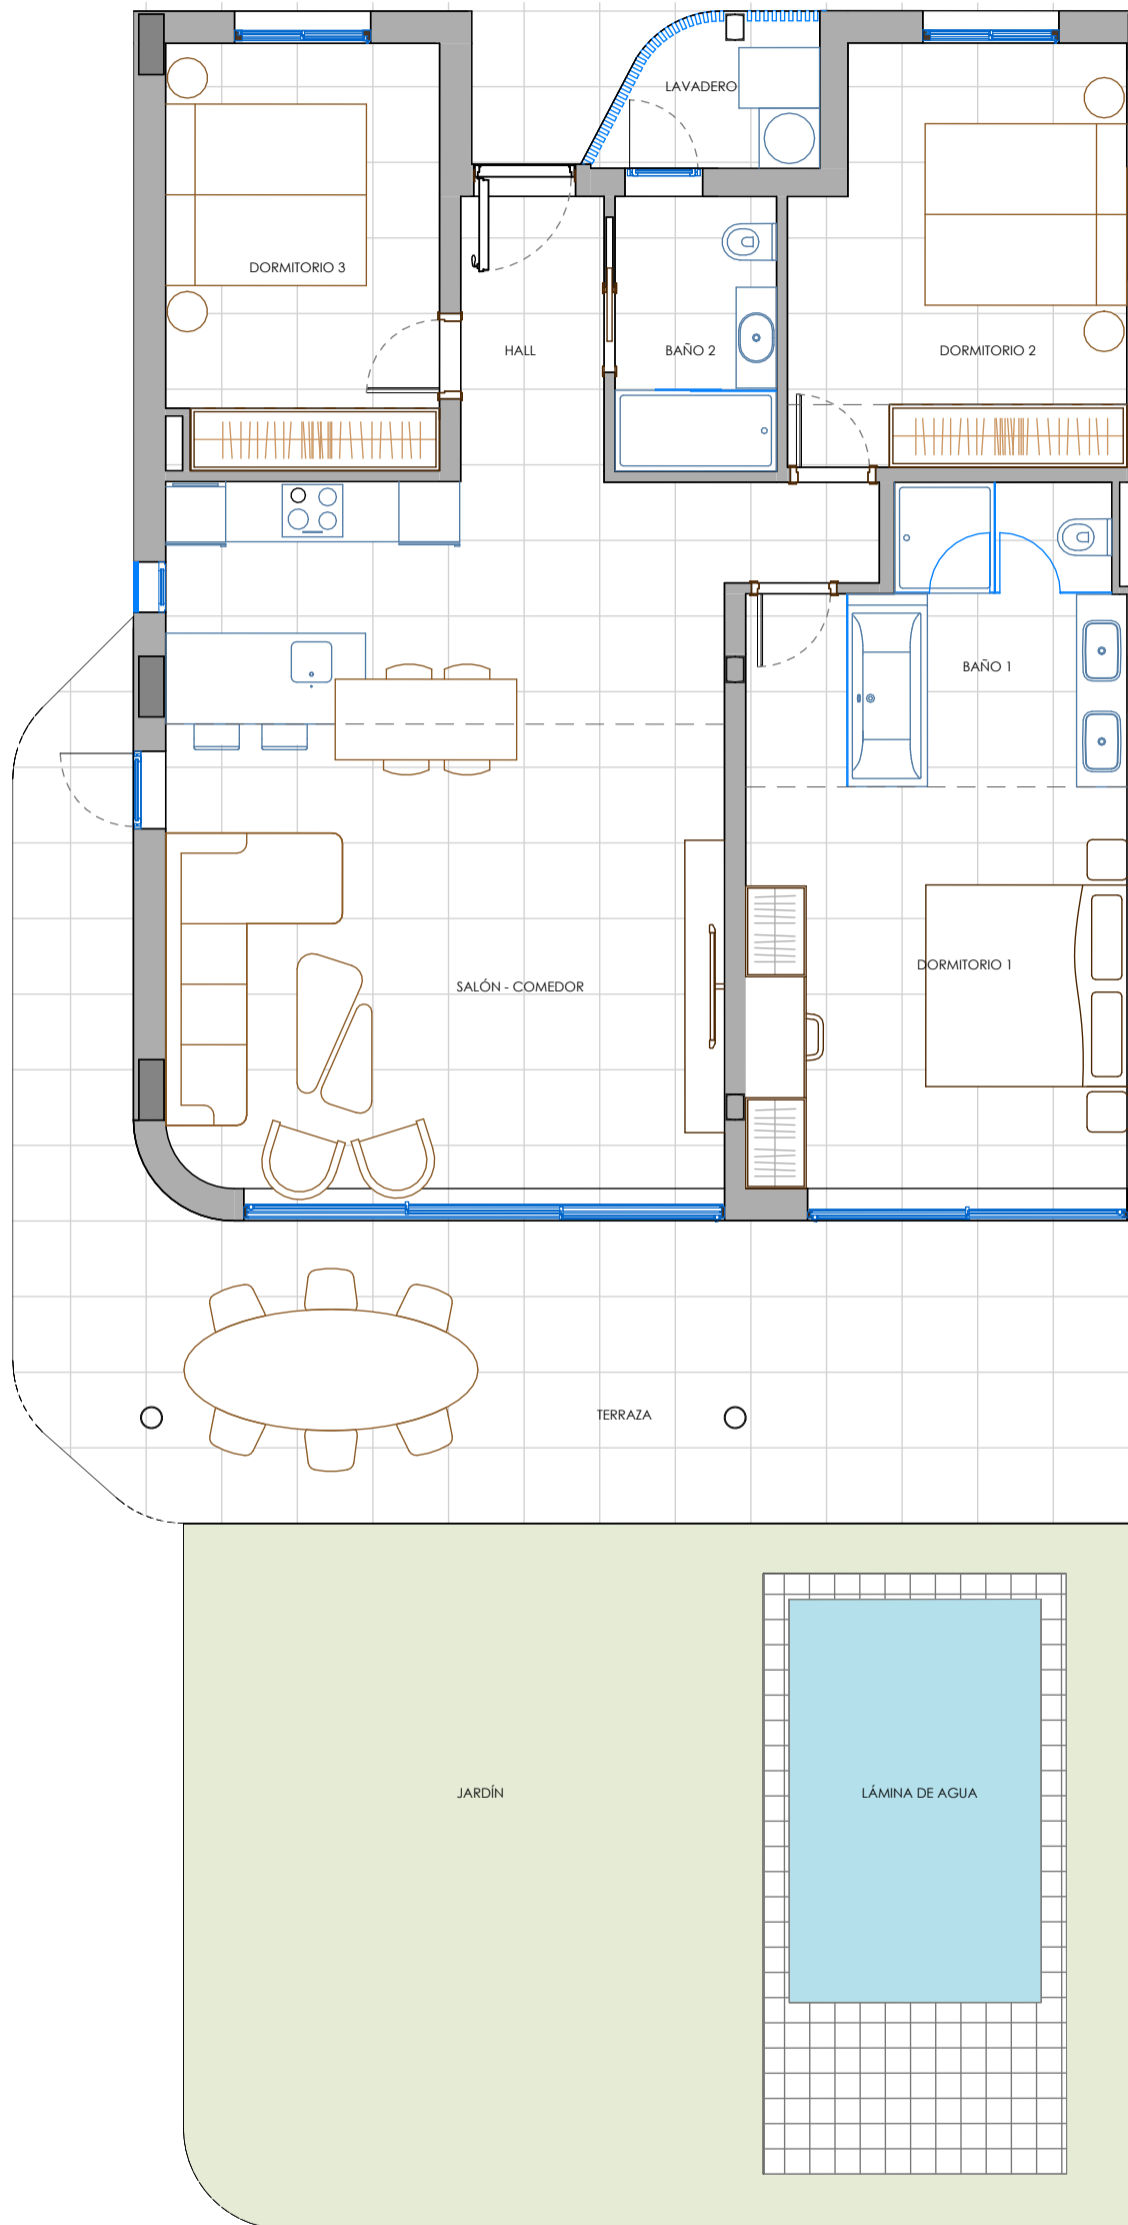 LAVADERO
DORMITORIO 3
HALL
BAÑO 2
DORMITORIO 2
BAÑO 1
DORMITORIO 1
SALÓN - COMEDOR
TERRAZA
JARDÍN
LÁMINA DE AGUA